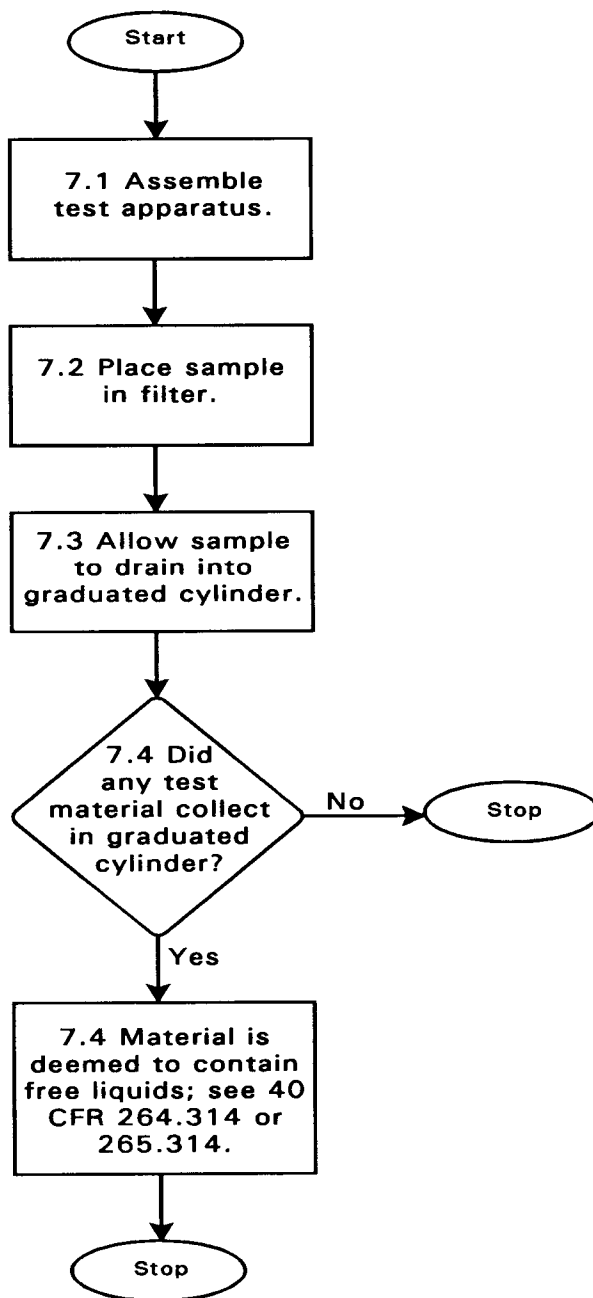 Start
7.1 Assemble
test apparatus.
7.2 Place sample
in filter.
7.3 Allow sample
to drain into
graduated cylinder.
7.4 Did
any test
material collect
in graduated
cylinder?
No
Stop
Yes
7.4 Material is
deemed to contain
free liquids; see 40
CFR 264.314 or
265.314.
Stop